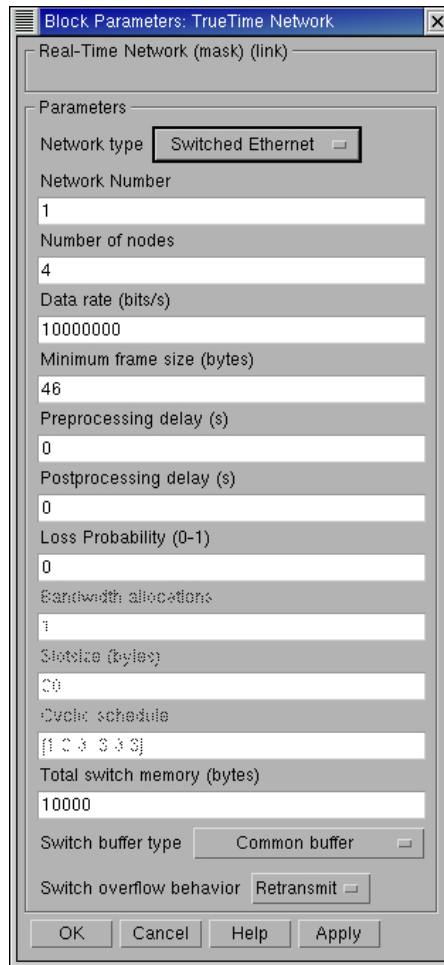 Block Parameters: TrueTime Network
Real-Time Network (mask) (link)
Parameters
Network type Switched Ethernet
Network Number
1
Number of nodes
4
Data rate (bits/s)
10000000
Minimum frame size (bytes)
46
Preprocessing delay (s)
0
Postprocessing delay (s)
0
Loss Probability (0-1)
0
Bandwidth allocations
1
Slotsize (bytes)
Cyclic schedule
Total switch memory (bytes)
10000
Switch buffer type Common buffer
Switch overflow behavior Retransmit
OK Cancel Help Apply